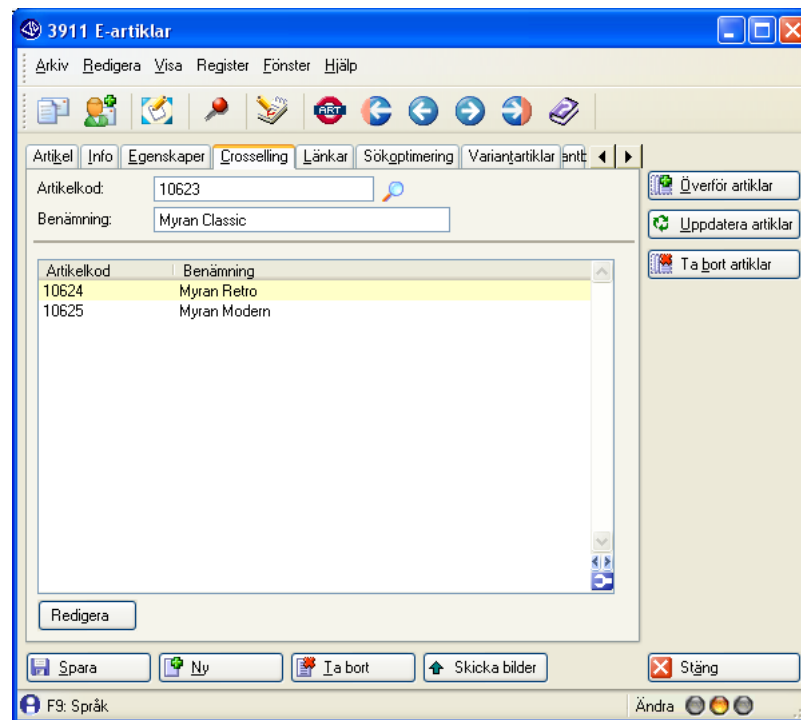 3911 E-artiklar
Arkiv Redigera Visa Register Fönster Hjälp
ART
Artikel Info Egenskaper Crosselling Länkar Sökoptimering Variantartiklar
Artikelkod: 10623
Benämning: Myran Classic
Överför artiklar
Uppdatera artiklar
Ta bort artiklar
Artikelkod Benämning
10624 Myran Retro
10625 Myran Modern
Redigera
Spara Ny Ta bort Skicka bilder Stäng
F9: Språk Ändra